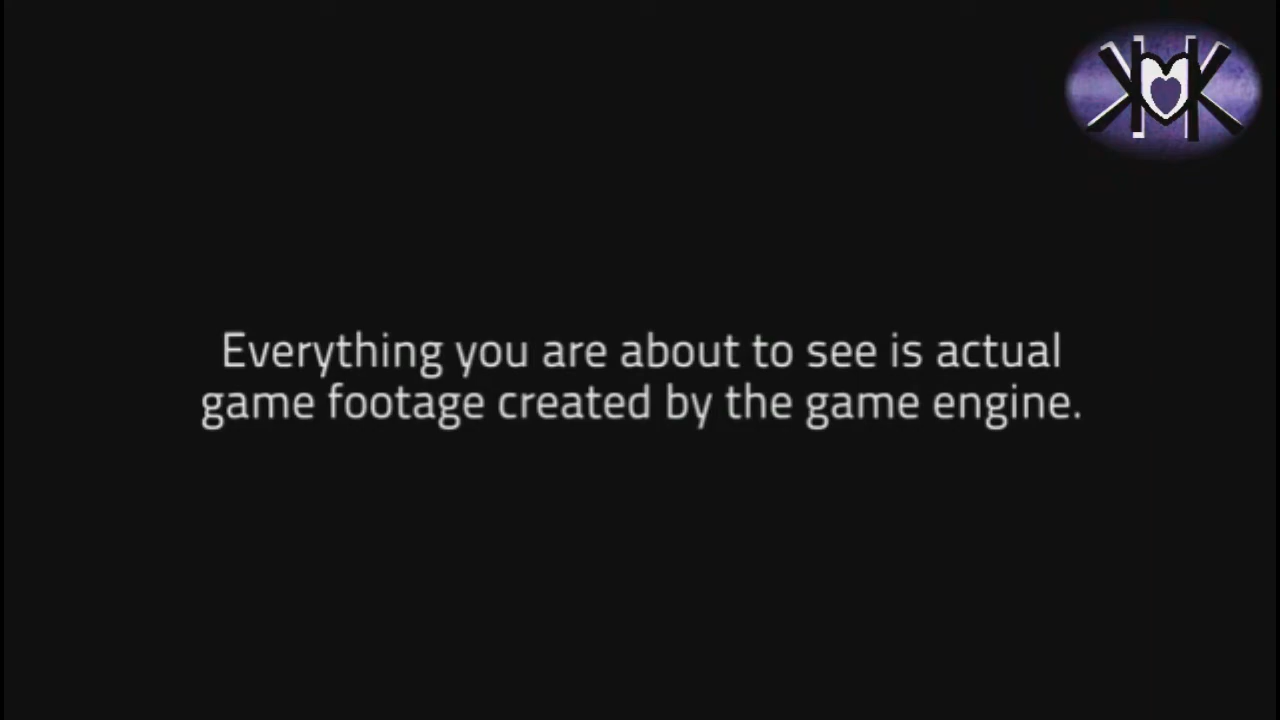 Everything you are about to see is actual
game footage created by the game engine.